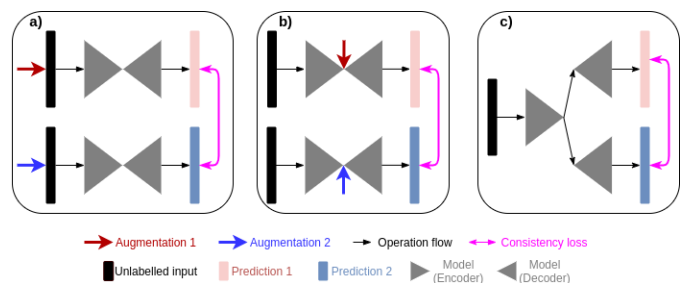 a)
b)
c)
Augmentation 1
Augmentation 2
Operation flow
Consistency loss
Unlabelled input
Prediction 1
Prediction 2
Model
(Encoder)
Model
(Decoder)